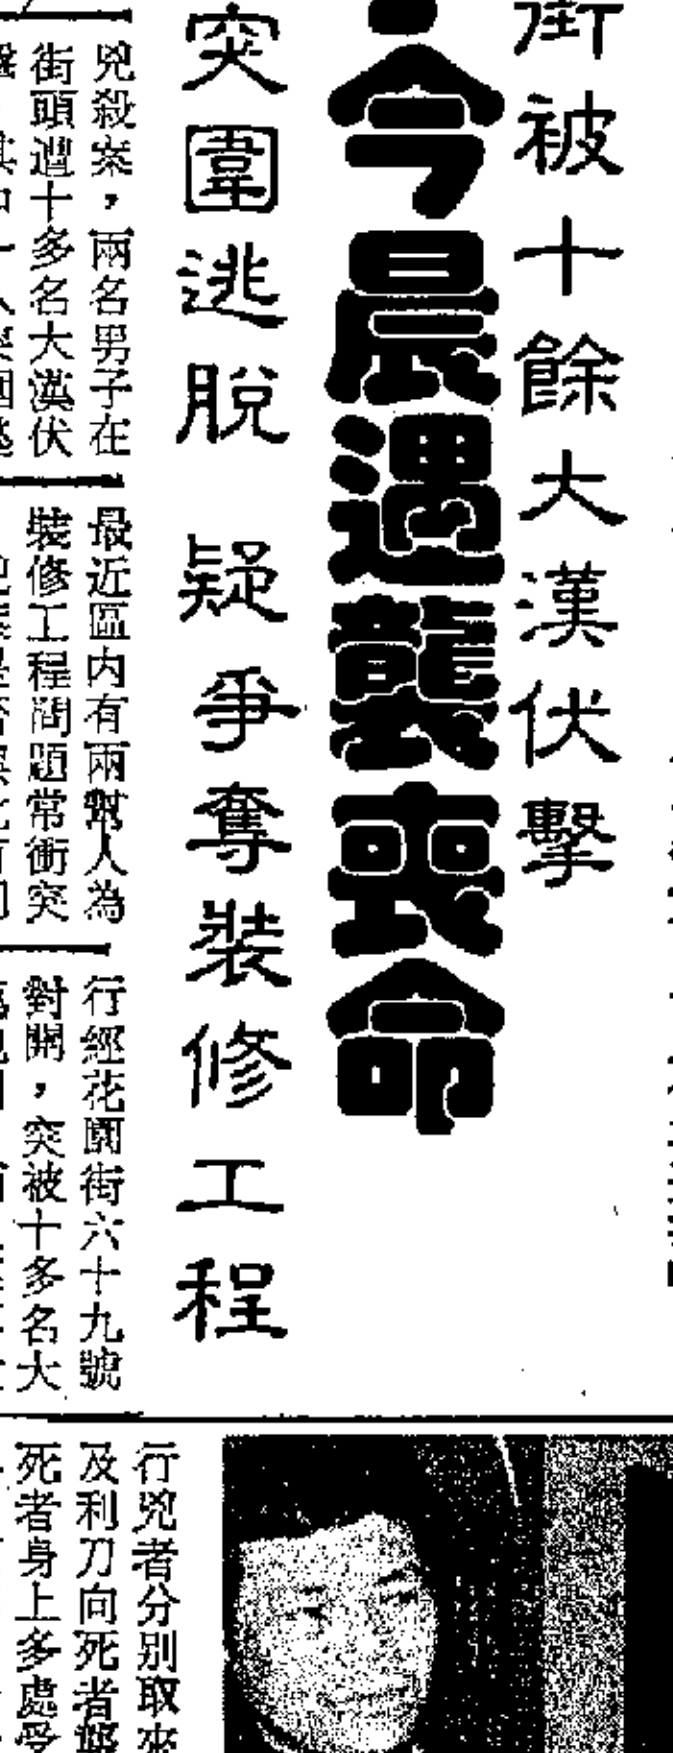 街被十餘大漢伏擊
今晨遇襲喪命
突圍逃脫 疑爭奪裝修工程
兇殺案，兩名男子在
街頭遭十多名大漢伏
最近區內有兩幫人為
裝修工程問題常衝突
行經花園街六十九號
對開，突被十多名大
行兇者分別取來
及利刀向死者襲
死者身上多處受